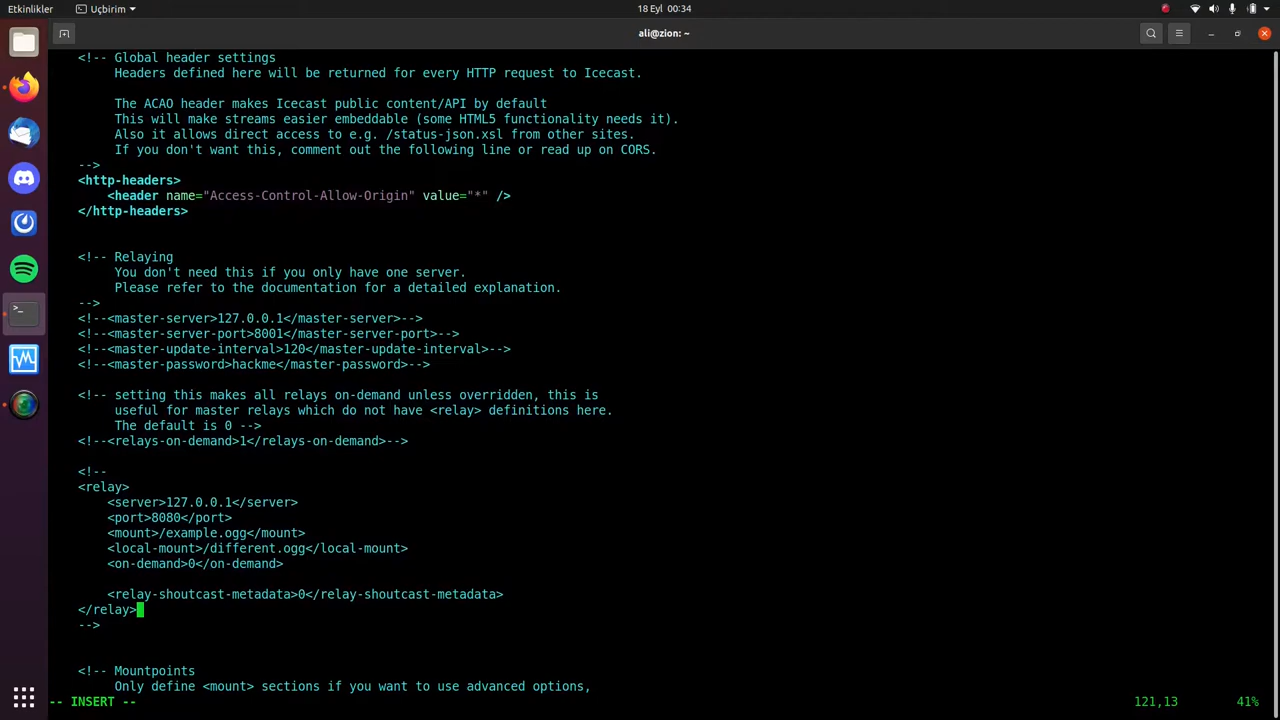 Etkinlikler
Uçbirim
18 Eyl 00:34
ali@zion: ~
<!-- Global header settings
Headers defined here will be returned for every HTTP request to Icecast.
The ACAO header makes Icecast public content/API by default
This will make streams easier embeddable (some HTML5 functionality needs it).
Also it allows direct access to e.g. /status-json.xsl from other sites.
If you don't want this, comment out the following line or read up on CORS.
-->
<http-headers>
<header name="Access-Control-Allow-Origin" value="*" />
</http-headers>
<!-- Relaying
You don't need this if you only have one server.
Please refer to the documentation for a detailed explanation.
-->
<!--<master-server>127.0.0.1</master-server>-->
<!--<master-server-port>8001</master-server-port>-->
<!--<master-update-interval>120</master-update-interval>-->
<!--<master-password>hackme</master-password>-->
<!-- setting this makes all relays on-demand unless overridden, this is
useful for master relays which do not have <relay> definitions here.
The default is 0 -->
<!--<relays-on-demand>1</relays-on-demand>-->
<!--
<relay>
<server>127.0.0.1</server>
<port>8080</port>
<mount>/example.ogg</mount>
<local-mount>/different.ogg</local-mount>
<on-demand>0</on-demand>
<relay-shoutcast-metadata>0</relay-shoutcast-metadata>
</relay>
-->
<!-- Mountpoints
Only define <mount> sections if you want to use advanced options,
-- INSERT --
121,13
41%